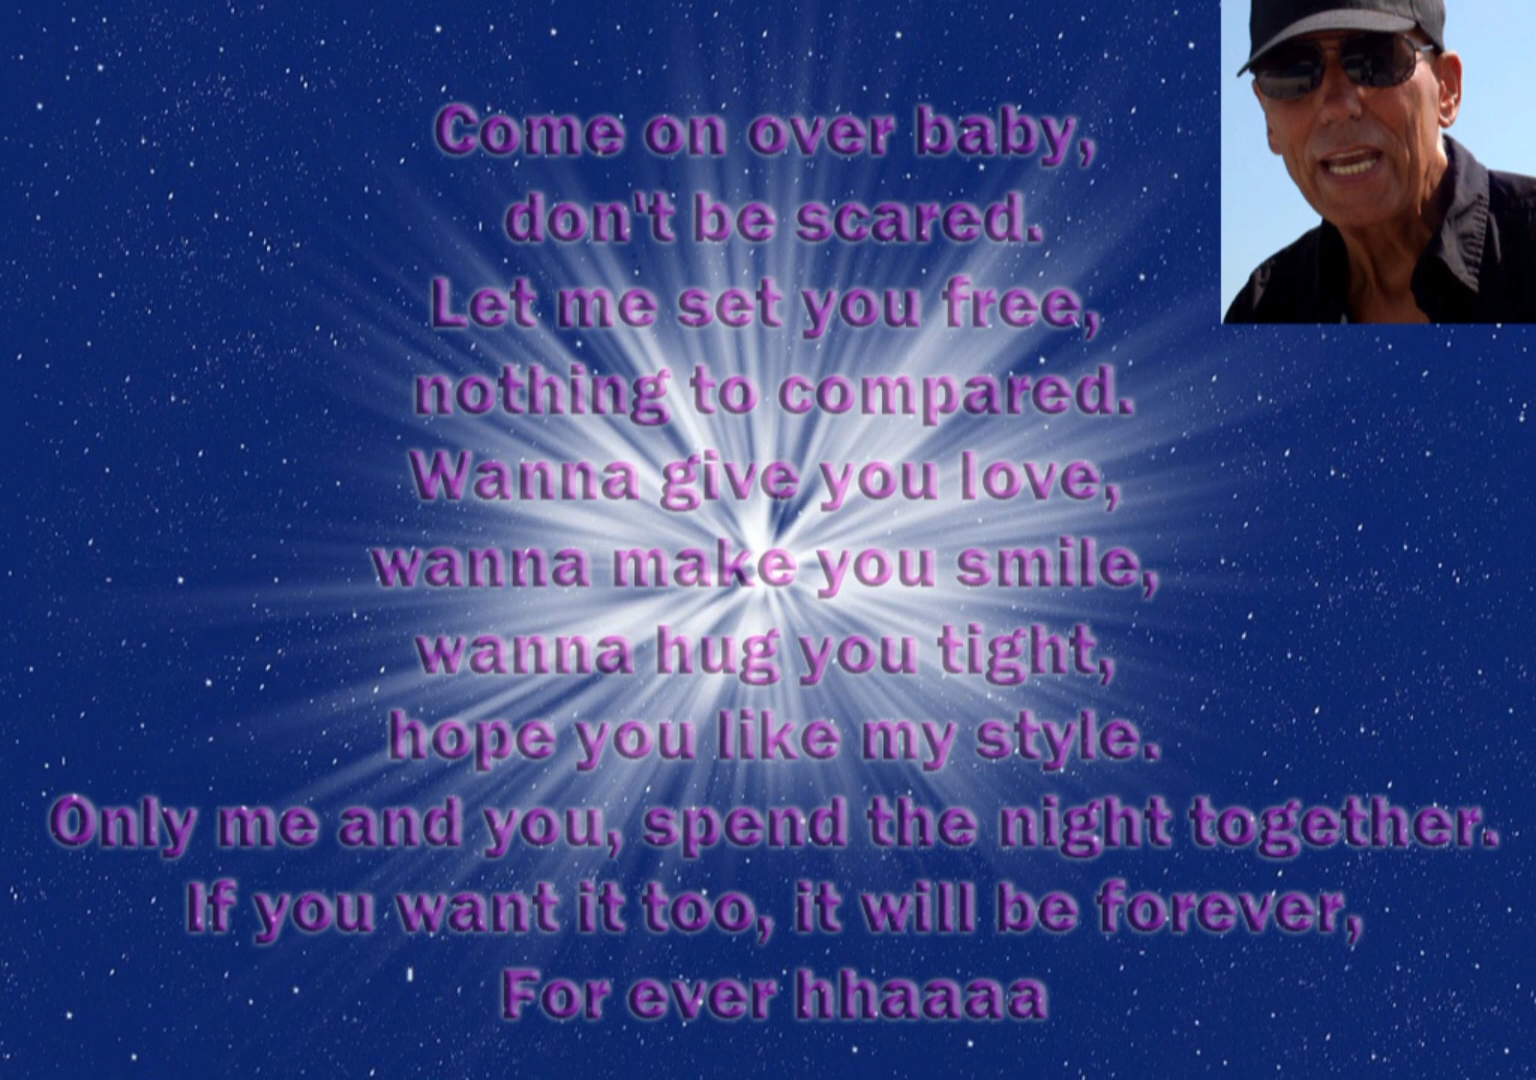 Come on over baby,
don't be scared.
Let me set you free,
nothing to compared.
Wanna give you love,
wanna make you smile,
wanna hug you tight,
hope you like my style.
Only me and you, spend the night together.
If you want it too, it will be forever,
For ever hhaaaa